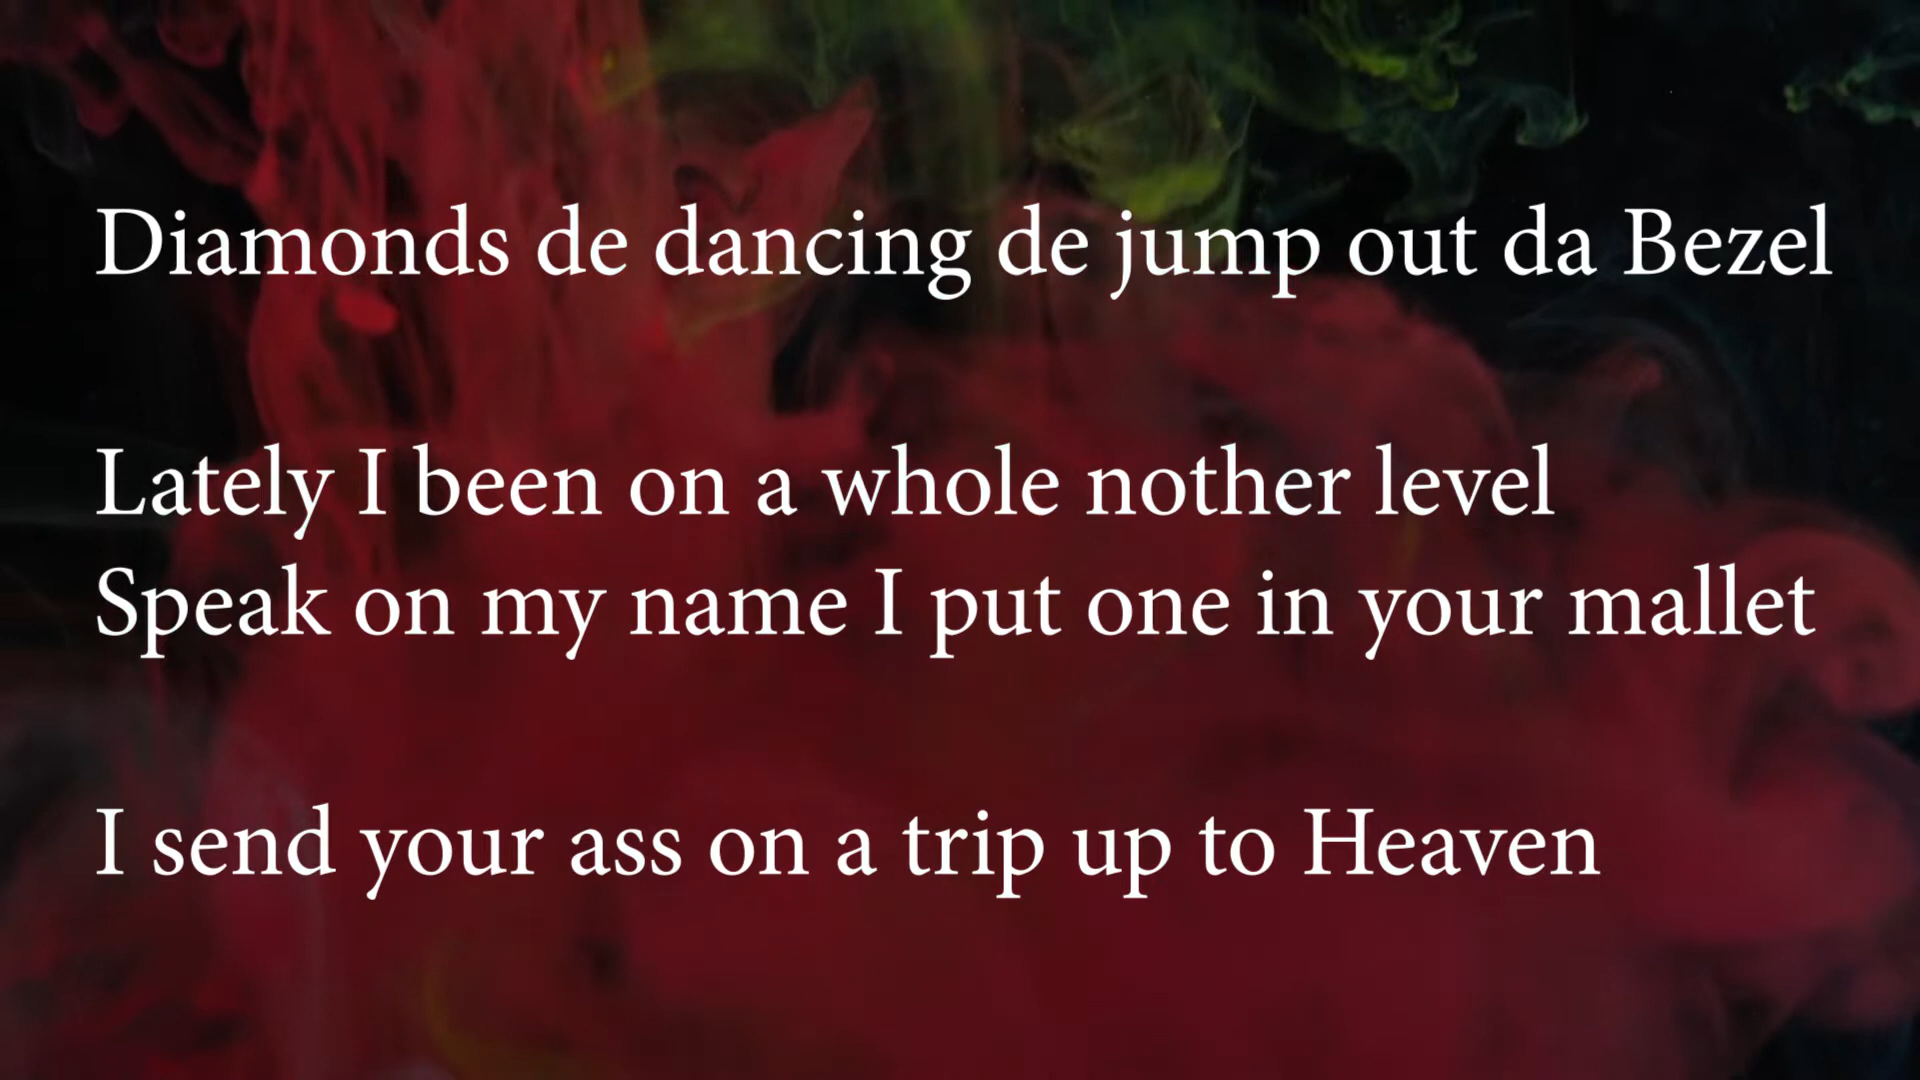 Diamonds de dancing de jump out da Bezel
Lately I been on a whole nother level
Speak on my name I put one in your mallet
I send your ass on a trip up to Heaven